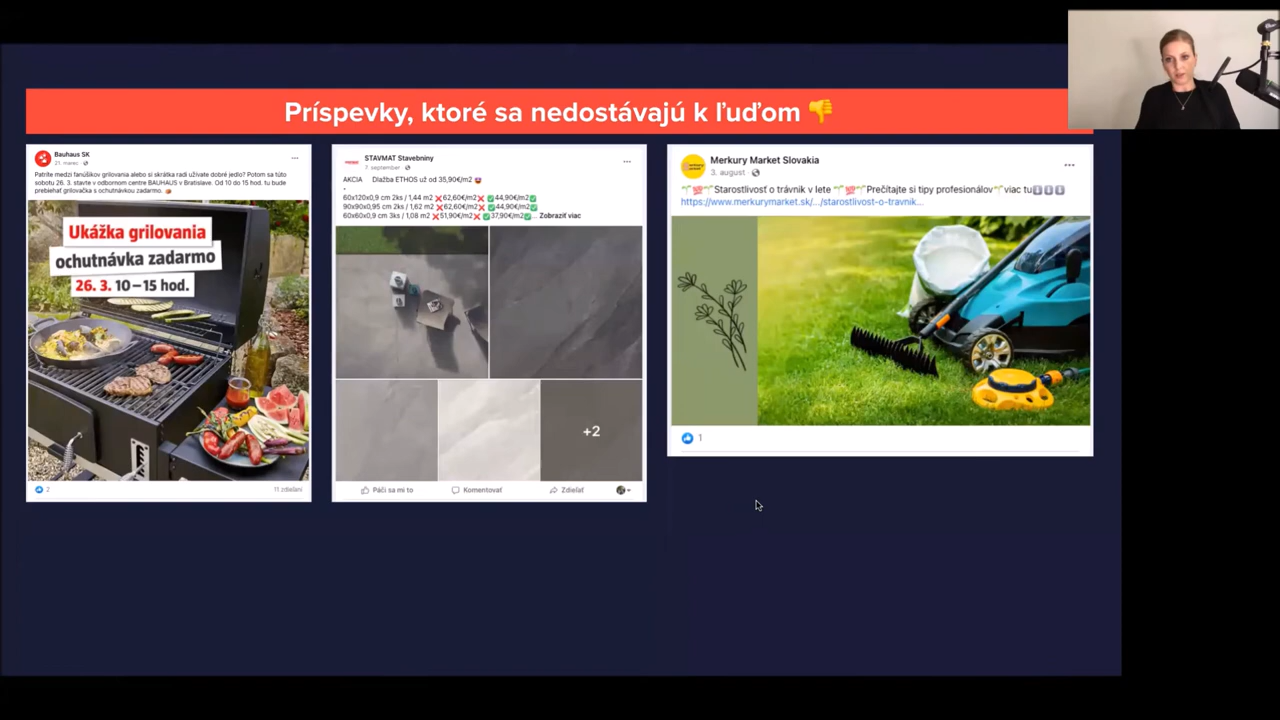 Príspevky, ktoré sa nedostávajú k ľuďom 👎
Bauhaus SK
21. marec
Patríte medzi fanúšikov grilovania alebo si skrátka radi užívate dobré jedlo? Potom sa túto
sobotu 26. 3. stavte v odbornom centre BAUHAUS v Bratislave. Od 10 do 15 hod. tu bude
prebiehať grilovačka s ochutnávkou zadarmo.
Ukážka grilovania
ochutnávka zadarmo
26. 3. 10–15 hod.
2
11 zdieľaní
STAVMAT Stavebniny
7. september
AKCIA Dlažba ETHOS už od 35,90€/m2
60x120x0,9 cm 2ks / 1,44 m2 ❌62,60€/m2❌ ✅44,90€/m2✅
90x90x0,95 cm 2ks / 1,62 m2 ❌62,60€/m2❌ ✅44,90€/m2✅
60x60x0,9 cm 3ks / 1,08 m2 ❌51,90€/m2❌ ✅37,90€/m2✅... Zobraziť viac
+2
Páči sa mi to
Komentovať
Zdieľať
Merkury Market Slovakia
3. august
🌱💯🌱Starostlivosť o trávnik v lete 🌱💯🌱Prečítajte si tipy profesionálov🌱viac tu⬇️⬇️⬇️
https://www.merkurymarket.sk/.../starostlivost-o-travnik...
1